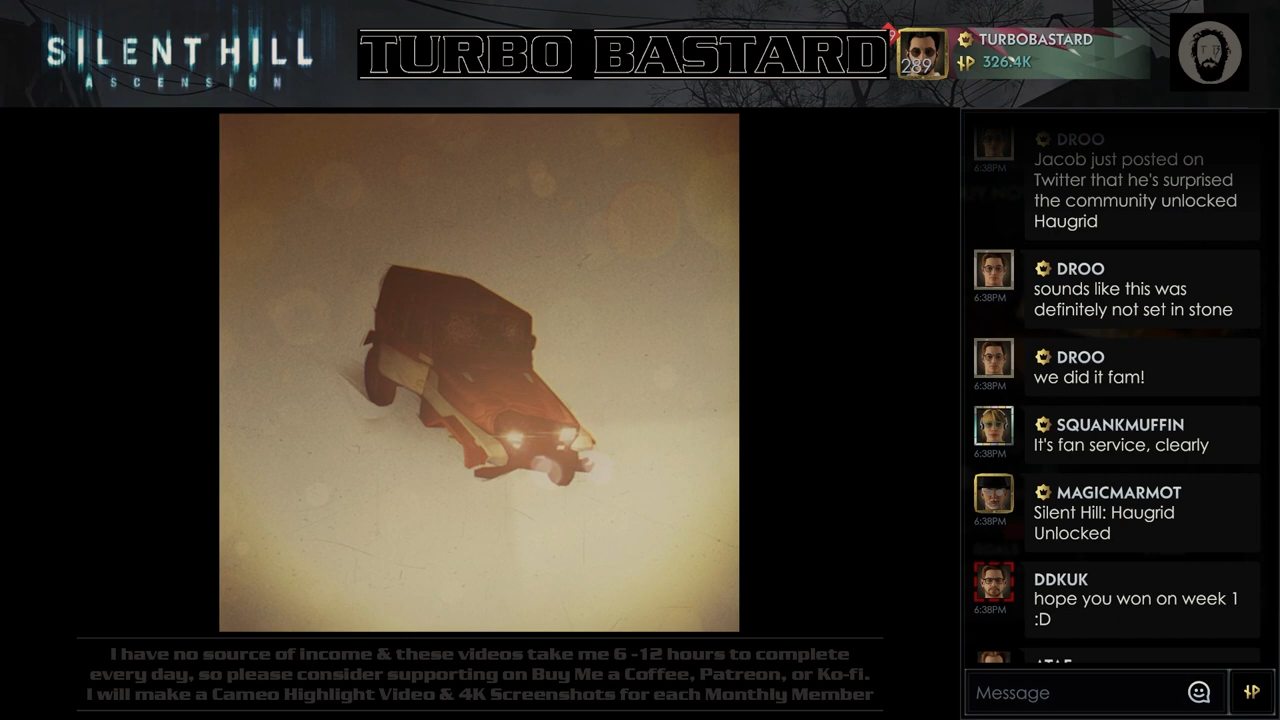 SILENT HILL
ASCENSION
TURBO BASTARD
289
TURBOBASTARD
326.4K
DROO
6:38PM
Jacob just posted on
Twitter that he's surprised
the community unlocked
Haugrid
DROO
6:38PM
sounds like this was
definitely not set in stone
DROO
6:38PM
we did it fam!
SQUANKMUFFIN
6:38PM
It's fan service, clearly
MAGICMARMOT
6:38PM
Silent Hill: Haugrid
Unlocked
DDKUK
6:38PM
hope you won on week 1
:D
Message
I have no source of income & these videos take me 6 -12 hours to complete
every day, so please consider supporting on Buy Me a Coffee, Patreon, or Ko-fi.
I will make a Cameo Highlight Video & 4K Screenshots for each Monthly Member